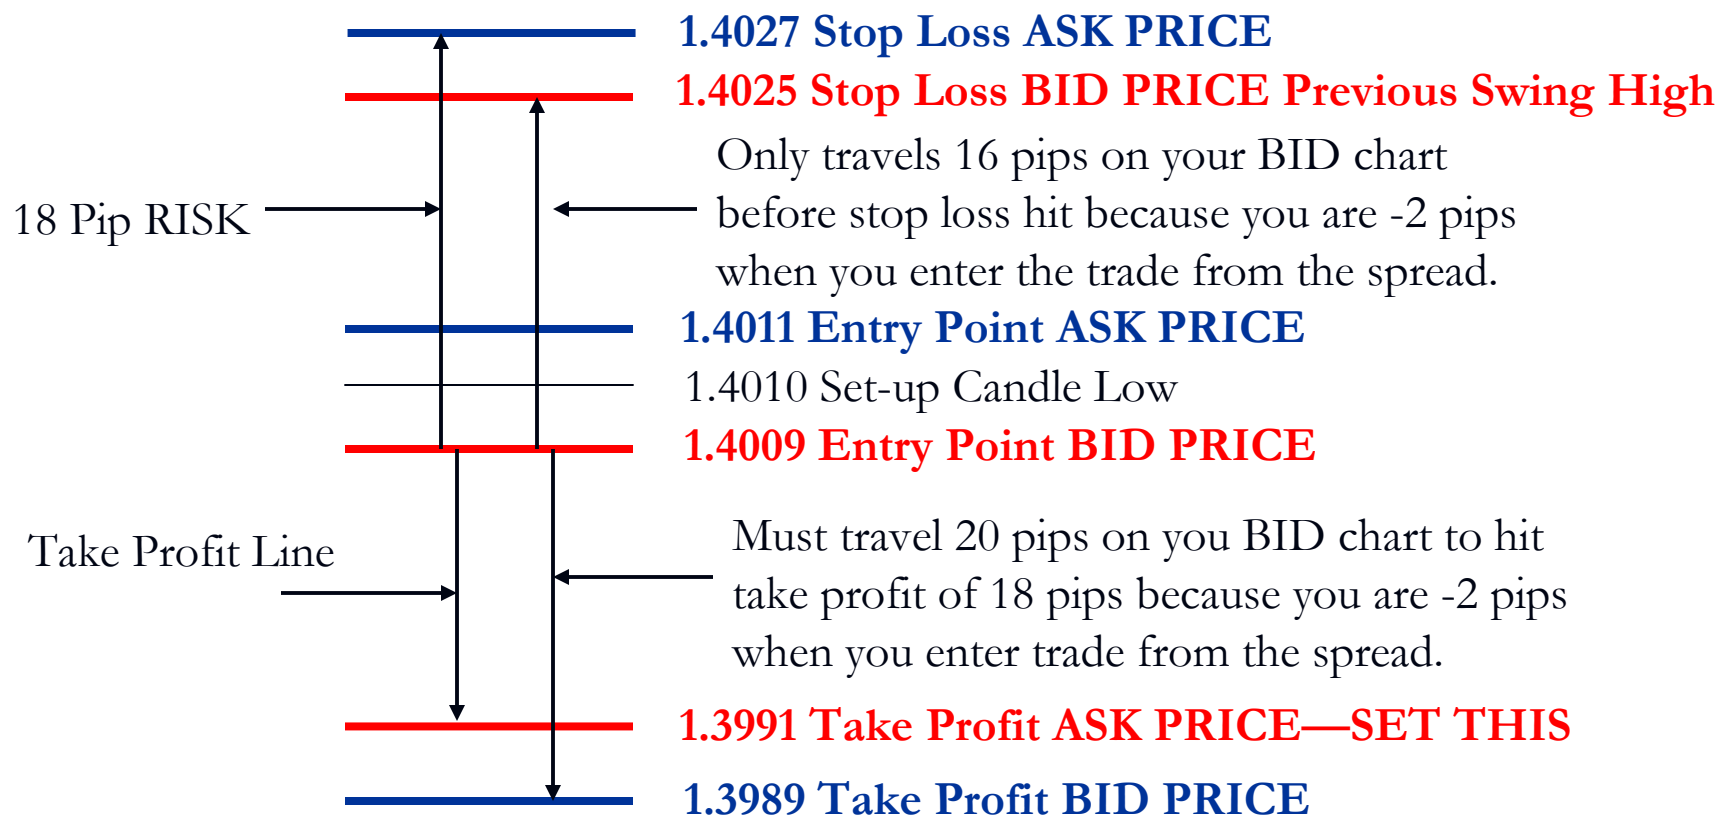 1.4027 Stop Loss ASK PRICE
1.4025 Stop Loss BID PRICE Previous Swing High
Only travels 16 pips on your BID chart
before stop loss hit because you are -2 pips
when you enter the trade from the spread.
18 Pip RISK
1.4011 Entry Point ASK PRICE
1.4010 Set-up Candle Low
1.4009 Entry Point BID PRICE
Take Profit Line
Must travel 20 pips on you BID chart to hit
take profit of 18 pips because you are -2 pips
when you enter trade from the spread.
1.3991 Take Profit ASK PRICE—SET THIS
1.3989 Take Profit BID PRICE